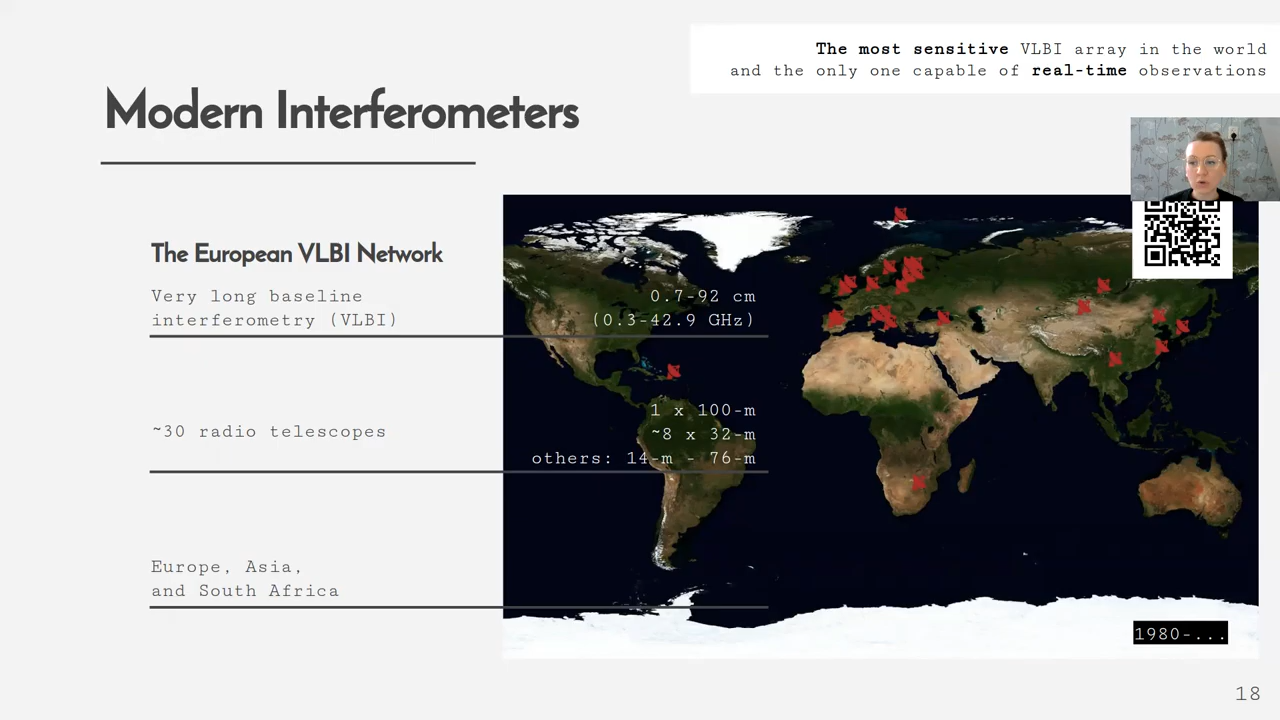 The most sensitive VLBI array in the world
and the only one capable of real-time observations
Modern Interferometers
The European VLBI Network
Very long baseline
interferometry (VLBI)
0.7-92 cm
(0.3-42.9 GHz)
~30 radio telescopes
1 x 100-m
~8 x 32-m
others: 14-m - 76-m
Europe, Asia,
and South Africa
1980-...
18